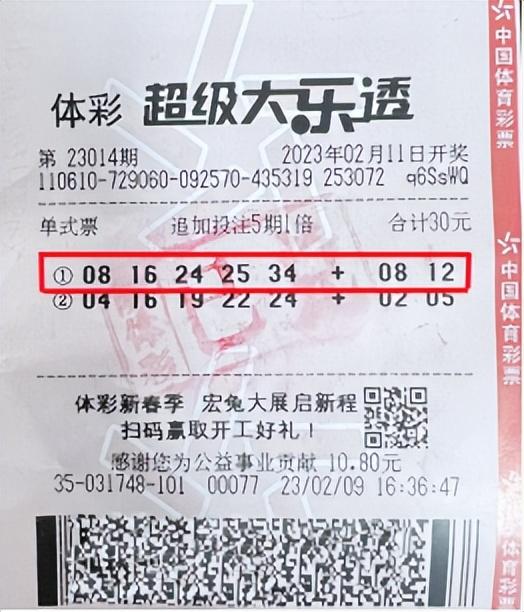 体彩 超级大乐透
第 23014期 2023年02月11日开奖
110610-729060-092570-435319 253072 q6SsWQ
单式票 追加投注5期1倍 合计30元
① 08 16 24 25 34 + 08 12
② 04 16 19 22 24 + 02 05
体彩新春季 宏兔大展启新程
扫码赢取开工好礼！
感谢您为公益事业贡献 10.80元
35-031748-101 00077 23/02/09 16:36:47
中国体育彩票
中国体育彩票
体育彩票